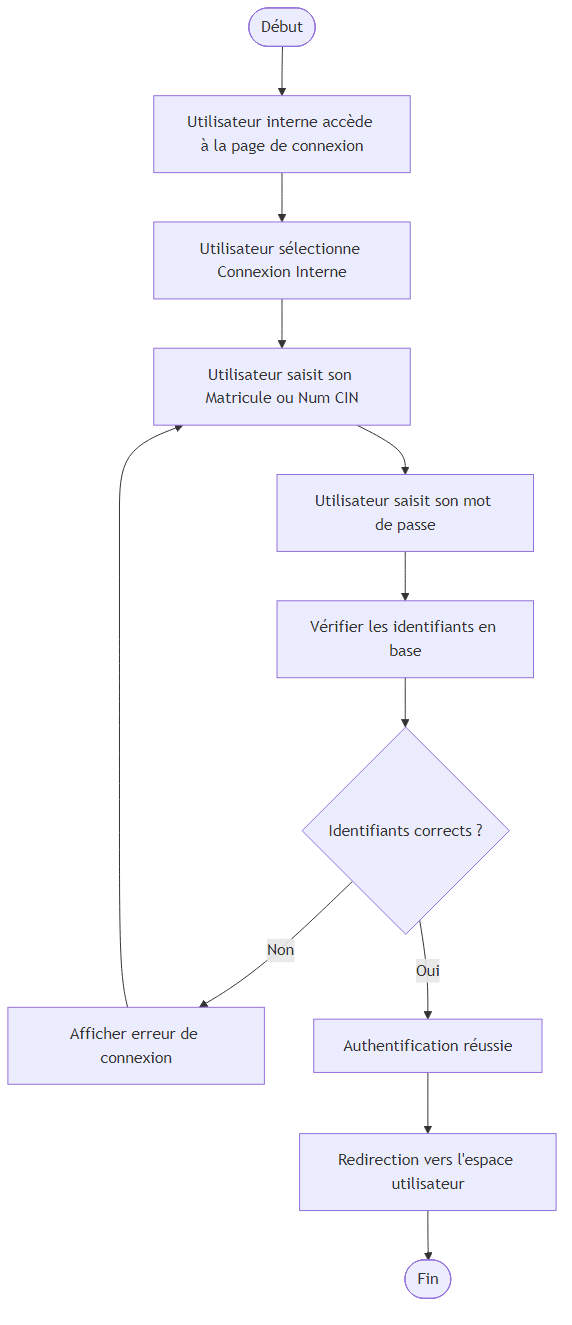 Début
Utilisateur interne accède
à la page de connexion
Utilisateur sélectionne
Connexion Interne
Utilisateur saisit son
Matricule ou Num CIN
Utilisateur saisit son mot
de passe
Vérifier les identifiants en
base
Identifiants corrects ?
Non
Oui
Afficher erreur de
connexion
Authentification réussie
Redirection vers l'espace
utilisateur
Fin